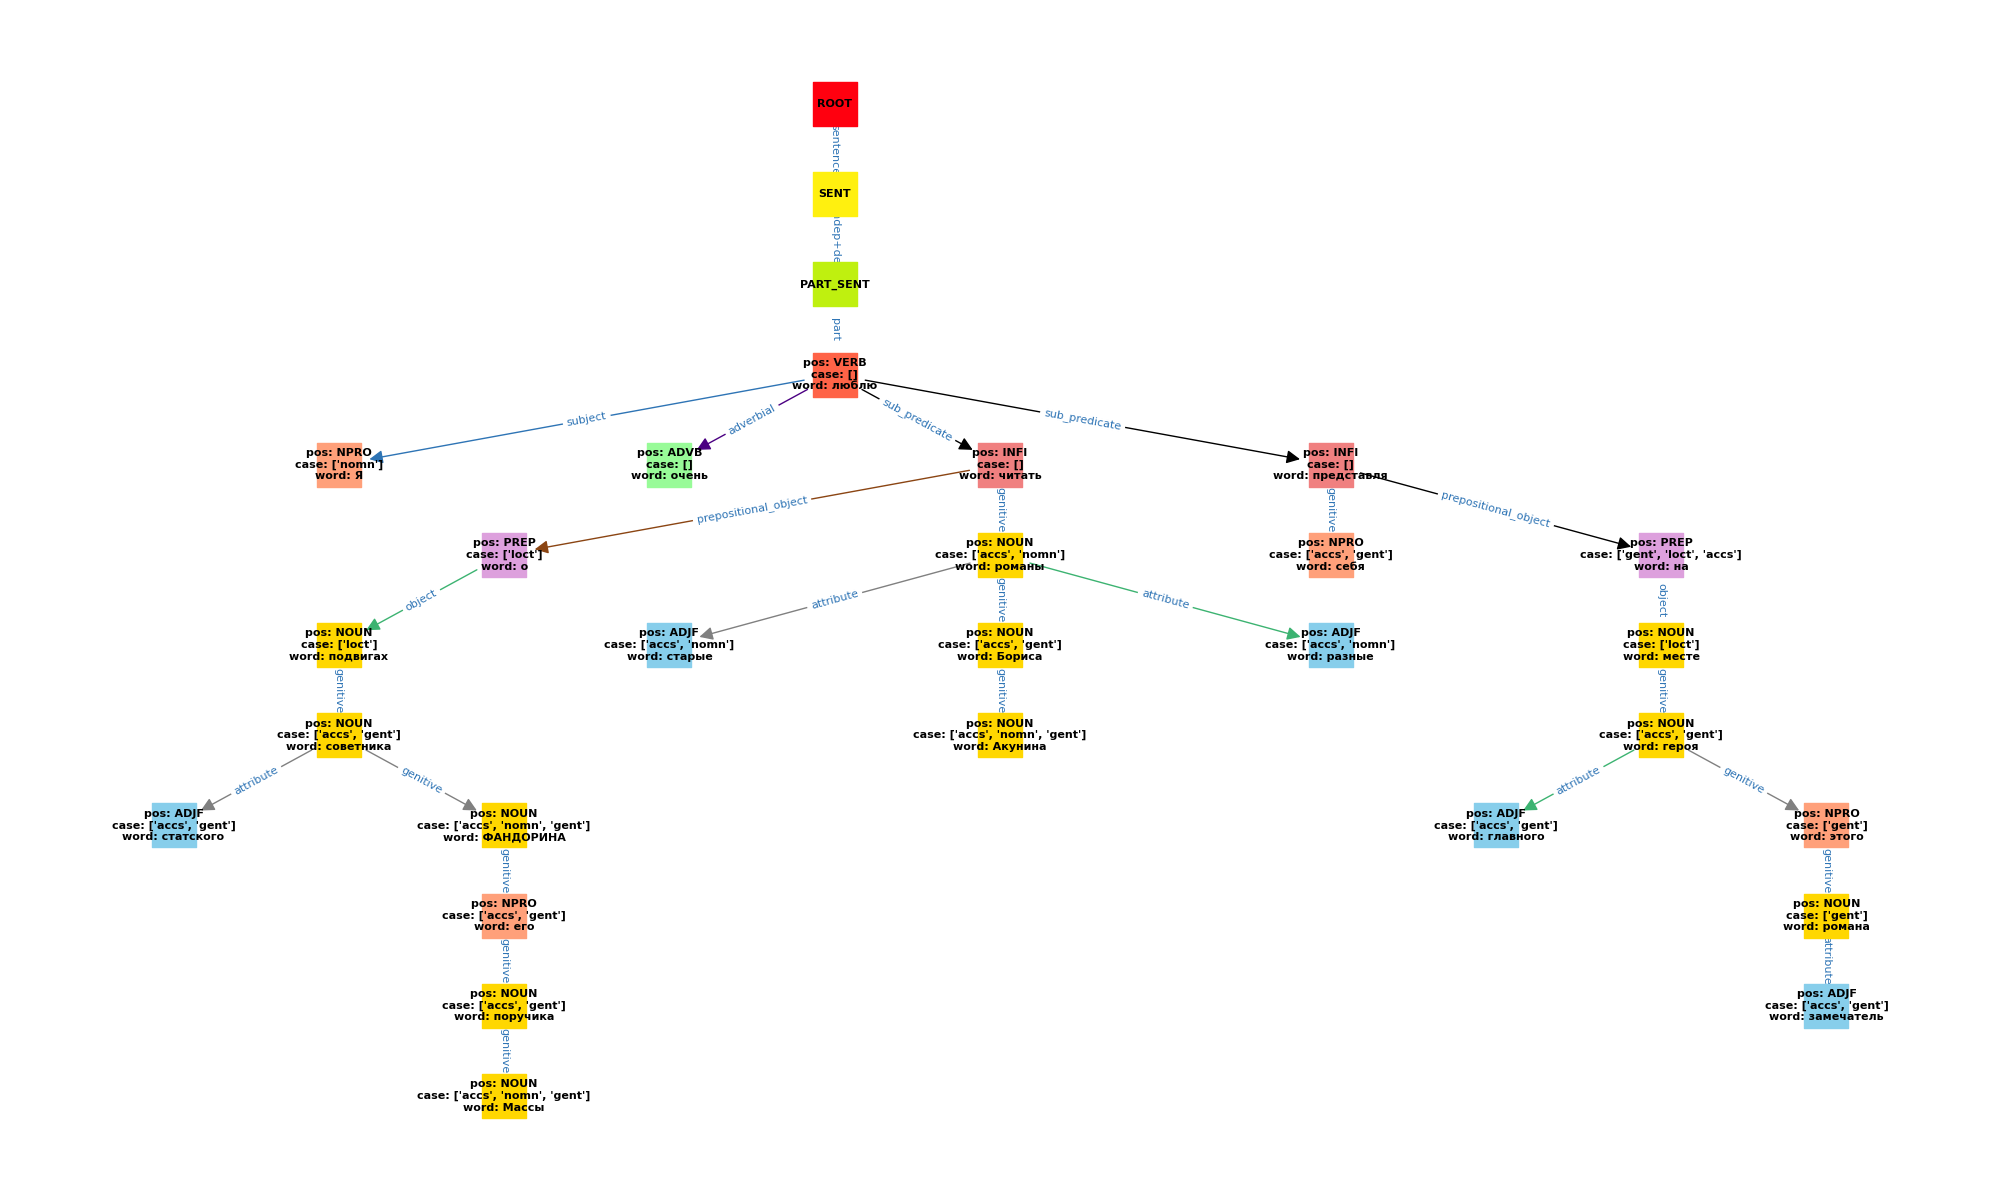 ROOT
sentence
SENT
ndep+de
PART_SENT
part
pos: VERB
case: []
word: люблю
subject
adverbial
sub_predicate
sub_predicate
pos: NPRO
case: ['nomn']
word: Я
pos: ADVB
case: []
word: очень
pos: INFI
case: []
word: читать
pos: INFI
case: []
word: представля
prepositional_object
genitive
genitive
prepositional_object
pos: PREP
case: ['loct']
word: о
pos: NOUN
case: ['accs', 'nomn']
word: романы
pos: NPRO
case: ['accs', 'gent']
word: себя
pos: PREP
case: ['gent', 'loct', 'accs']
word: на
object
attribute
genitive
attribute
object
pos: NOUN
case: ['loct']
word: подвигах
pos: ADJF
case: ['accs', 'nomn']
word: старые
pos: NOUN
case: ['accs', 'gent']
word: Бориса
pos: ADJF
case: ['accs', 'nomn']
word: разные
pos: NOUN
case: ['loct']
word: месте
genitive
genitive
genitive
pos: NOUN
case: ['accs', 'gent']
word: советника
pos: NOUN
case: ['accs', 'nomn', 'gent']
word: Акунина
pos: NOUN
case: ['accs', 'gent']
word: героя
attribute
genitive
attribute
genitive
pos: ADJF
case: ['accs', 'gent']
word: статского
pos: NOUN
case: ['accs', 'nomn', 'gent']
word: ФАНДОРИНА
pos: ADJF
case: ['accs', 'gent']
word: главного
pos: NPRO
case: ['gent']
word: этого
genitive
genitive
pos: NPRO
case: ['accs', 'gent']
word: его
pos: NOUN
case: ['gent']
word: романа
genitive
attribute
pos: NOUN
case: ['accs', 'gent']
word: поручика
pos: ADJF
case: ['accs', 'gent']
word: замечатель
genitive
pos: NOUN
case: ['accs', 'nomn', 'gent']
word: Массы